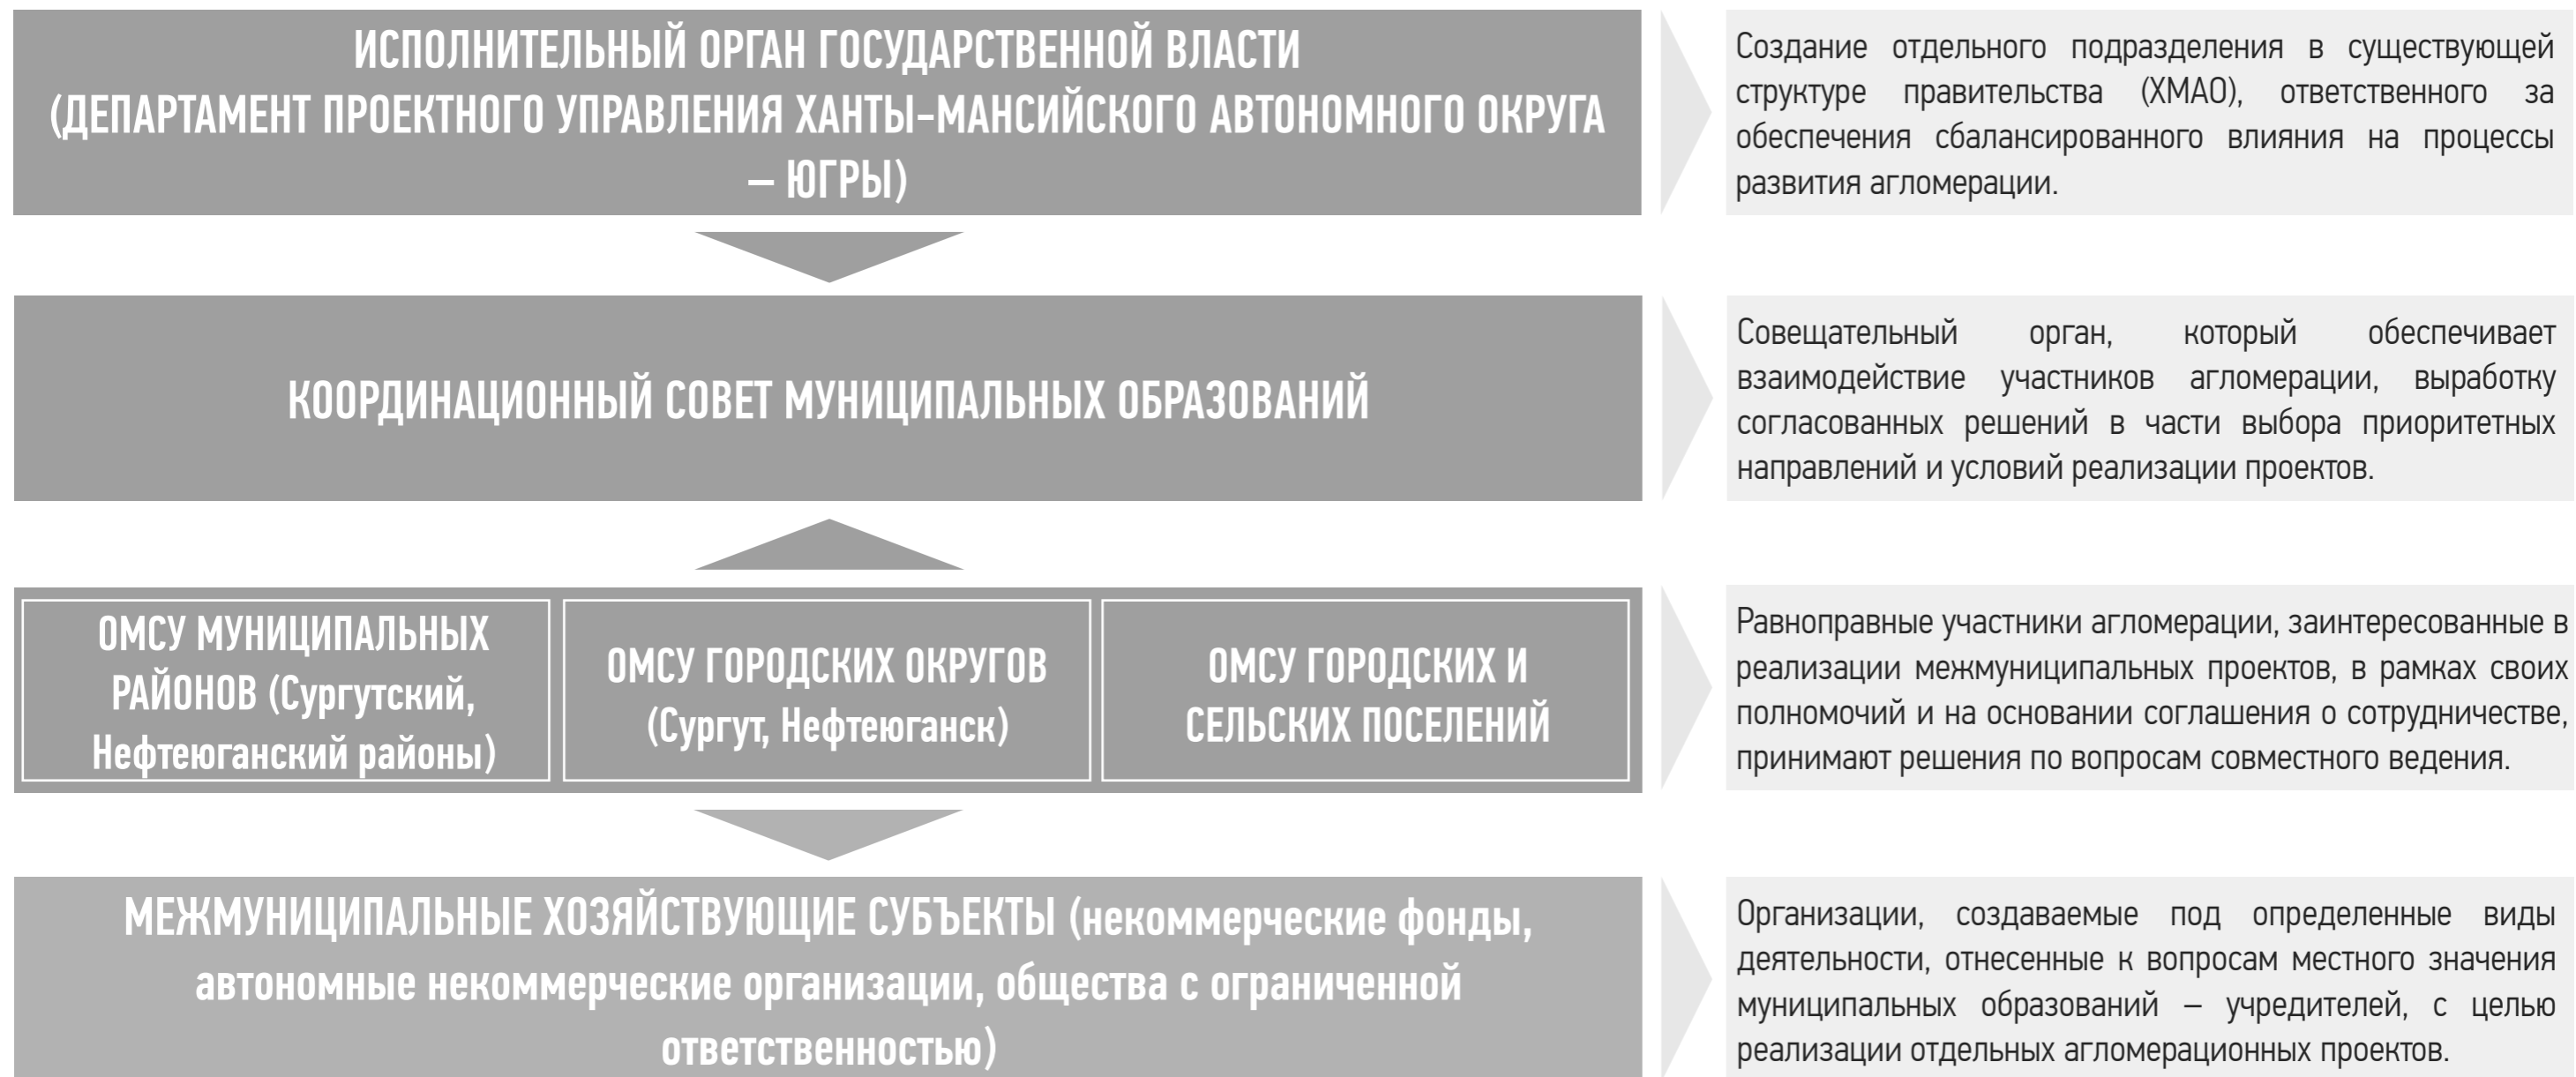 ИСПОЛНИТЕЛЬНЫЙ ОРГАН ГОСУДАРСТВЕННОЙ ВЛАСТИ
(ДЕПАРТАМЕНТ ПРОЕКТНОГО УПРАВЛЕНИЯ ХАНТЫ-МАНСИЙСКОГО АВТОНОМНОГО ОКРУГА
– ЮГРЫ)
Создание отдельного подразделения в существующей
структуре правительства (ХМАО), ответственного за
обеспечения сбалансированного влияния на процессы
развития агломерации.
КООРДИНАЦИОННЫЙ СОВЕТ МУНИЦИПАЛЬНЫХ ОБРАЗОВАНИЙ
Совещательный орган, который обеспечивает
взаимодействие участников агломерации, выработку
согласованных решений в части выбора приоритетных
направлений и условий реализации проектов.
ОМСУ МУНИЦИПАЛЬНЫХ
РАЙОНОВ (Сургутский,
Нефтеюганский районы)
ОМСУ ГОРОДСКИХ ОКРУГОВ
(Сургут, Нефтеюганск)
ОМСУ ГОРОДСКИХ И
СЕЛЬСКИХ ПОСЕЛЕНИЙ
Равноправные участники агломерации, заинтересованные в
реализации межмуниципальных проектов, в рамках своих
полномочий и на основании соглашения о сотрудничестве,
принимают решения по вопросам совместного ведения.
МЕЖМУНИЦИПАЛЬНЫЕ ХОЗЯЙСТВУЮЩИЕ СУБЪЕКТЫ (некоммерческие фонды,
автономные некоммерческие организации, общества с ограниченной
ответственностью)
Организации, создаваемые под определенные виды
деятельности, отнесенные к вопросам местного значения
муниципальных образований – учредителей, с целью
реализации отдельных агломерационных проектов.